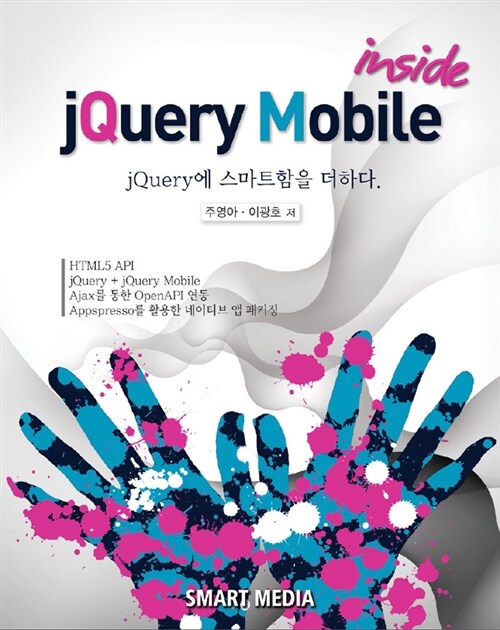 inside
jQuery Mobile
jQuery에 스마트함을 더하다.
주영아 · 이광호 저
HTML5 API
jQuery + jQuery Mobile
Ajax를 통한 OpenAPI 연동
Appspresso를 활용한 네이티브 앱 패키징
SMART MEDIA